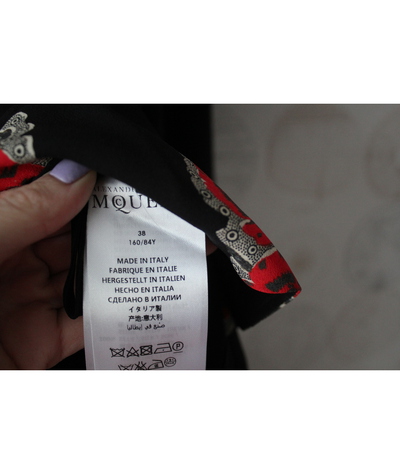 MCQUE
38
160/84Y
MADE IN ITALY
FABRIQUE EN ITALIE
HERGESTELLT IN ITALIEN
HECHO EN ITALIA
СДЕЛАНО В ИТАЛИИ
イタリア製
产地:意大利
صنع في إيطاليا